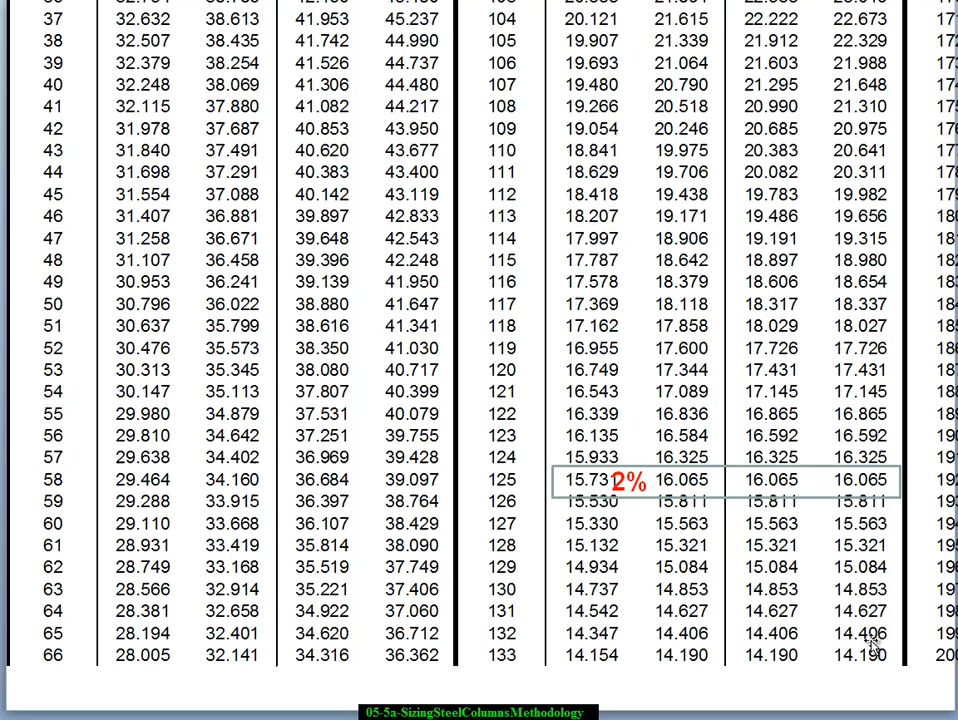 37 32.632 38.613 41.953 45.237 104 20.121 21.615 22.222 22.673
38 32.507 38.435 41.742 44.990 105 19.907 21.339 21.912 22.329
39 32.379 38.254 41.526 44.737 106 19.693 21.064 21.603 21.988
40 32.248 38.069 41.306 44.480 107 19.480 20.790 21.295 21.648
41 32.115 37.880 41.082 44.217 108 19.266 20.518 20.990 21.310
42 31.978 37.687 40.853 43.950 109 19.054 20.246 20.685 20.975
43 31.840 37.491 40.620 43.677 110 18.841 19.975 20.383 20.641
44 31.698 37.291 40.383 43.400 111 18.629 19.706 20.082 20.311
45 31.554 37.088 40.142 43.119 112 18.418 19.438 19.783 19.982
46 31.407 36.881 39.897 42.833 113 18.207 19.171 19.486 19.656
47 31.258 36.671 39.648 42.543 114 17.997 18.906 19.191 19.315
48 31.107 36.458 39.396 42.248 115 17.787 18.642 18.897 18.980
49 30.953 36.241 39.139 41.950 116 17.578 18.379 18.606 18.654
50 30.796 36.022 38.880 41.647 117 17.369 18.118 18.317 18.337
51 30.637 35.799 38.616 41.341 118 17.162 17.858 18.029 18.027
52 30.476 35.573 38.350 41.030 119 16.955 17.600 17.726 17.726
53 30.313 35.345 38.080 40.717 120 16.749 17.344 17.431 17.431
54 30.147 35.113 37.807 40.399 121 16.543 17.089 17.145 17.145
55 29.980 34.879 37.531 40.079 122 16.339 16.836 16.865 16.865
56 29.810 34.642 37.251 39.755 123 16.135 16.584 16.592 16.592
57 29.638 34.402 36.969 39.428 124 15.933 16.325 16.325 16.325
58 29.464 34.160 36.684 39.097 125 15.731 2% 16.065 16.065 16.065
59 29.288 33.915 36.397 38.764 126 15.530 15.811 15.811 15.811
60 29.110 33.668 36.107 38.429 127 15.330 15.563 15.563 15.563
61 28.931 33.419 35.814 38.090 128 15.132 15.321 15.321 15.321
62 28.749 33.168 35.519 37.749 129 14.934 15.084 15.084 15.084
63 28.566 32.914 35.221 37.406 130 14.737 14.853 14.853 14.853
64 28.381 32.658 34.922 37.060 131 14.542 14.627 14.627 14.627
65 28.194 32.401 34.620 36.712 132 14.347 14.406 14.406 14.406
66 28.005 32.141 34.316 36.362 133 14.154 14.190 14.190 14.190
05-5a-SizingSteelColumnsMethodology